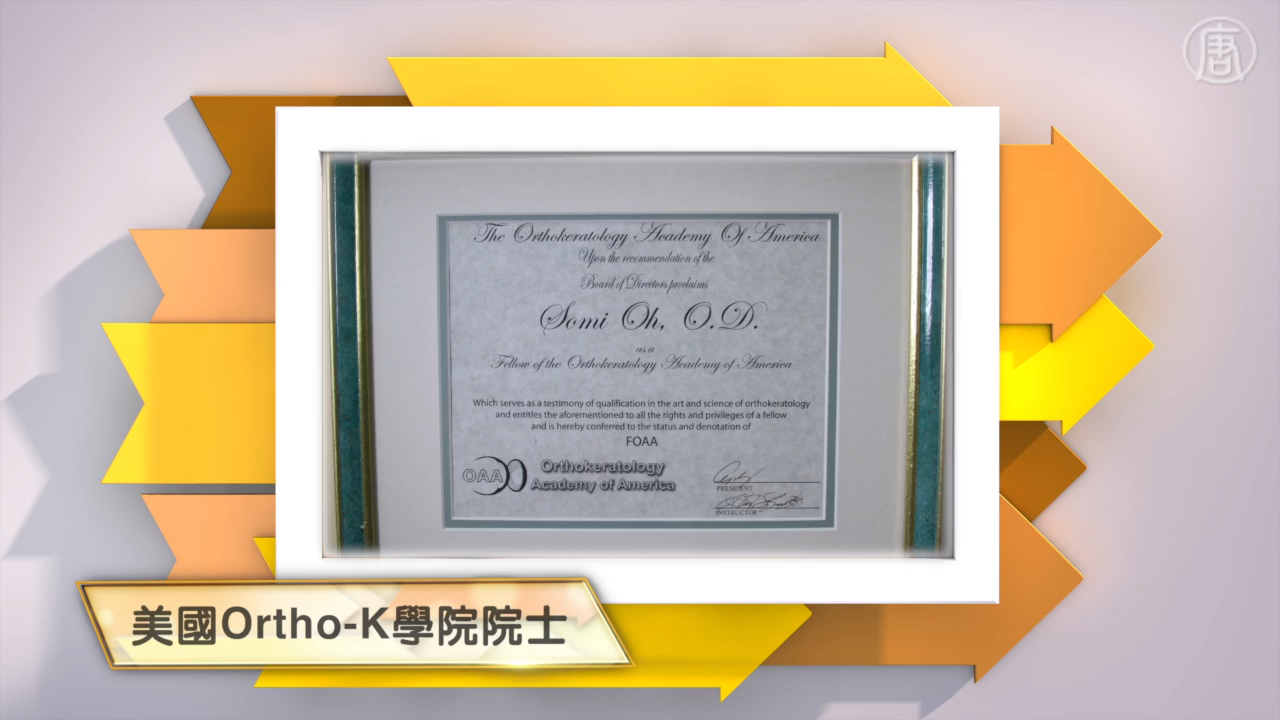 唐
The Orthokeratology Academy Of America
Upon the recommendation of the
Board of Directors proclaims
Somi Oh, O.D.
as a
Fellow of the Orthokeratology Academy of America
Which serves as a testimony of qualification in the art and science of orthokeratology
and entitles the aforementioned to all the rights and privileges of a fellow
and is hereby conferred to the status and denotation of
FOAA
OAA
Orthokeratology
Academy of America
PRESIDENT
INSTRUCTOR
美國Ortho-K學院院士